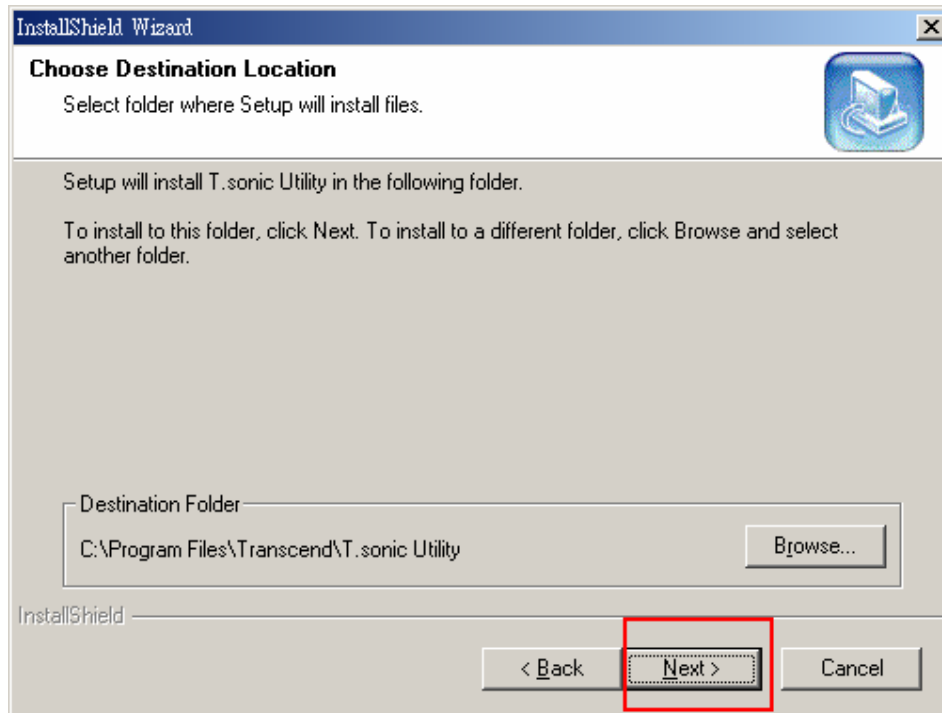 InstallShield Wizard
Choose Destination Location
Select folder where Setup will install files.
Setup will install T.sonic Utility in the following folder.
To install to this folder, click Next. To install to a different folder, click Browse and select
another folder.
Destination Folder
C:\Program Files\Transcend\T.sonic Utility
Browse...
InstallShield
< Back
Next >
Cancel